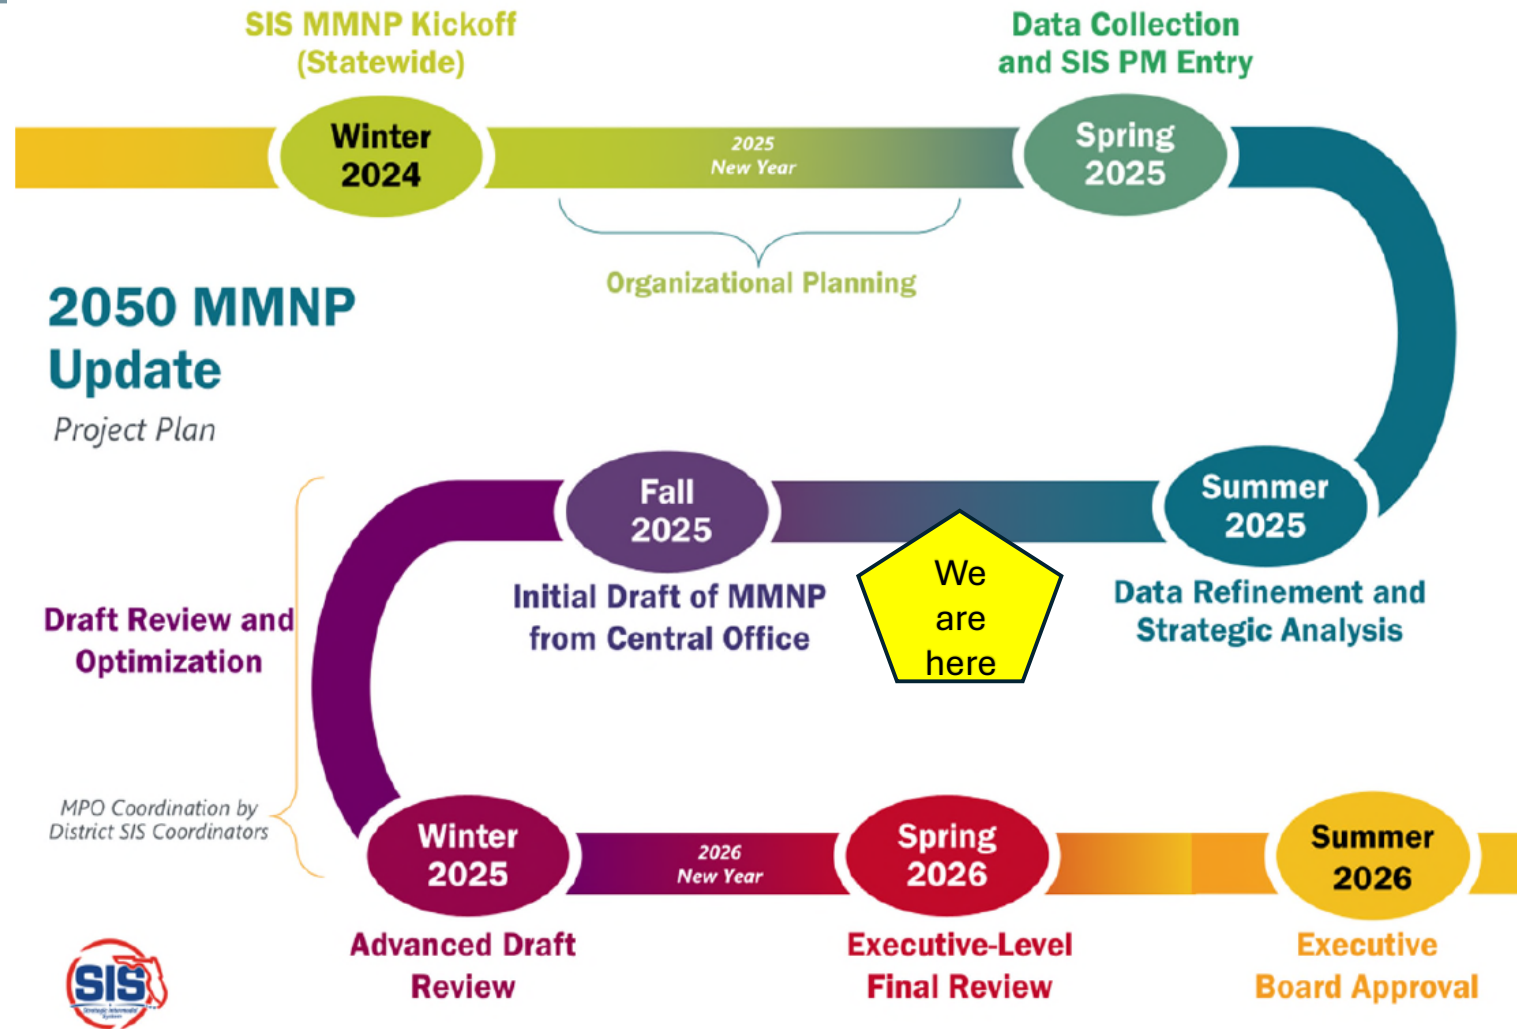 SIS MMNP Kickoff
(Statewide)
Data Collection
and SIS PM Entry
Winter
2024
2025
New Year
Spring
2025
Organizational Planning
2050 MMNP
Update
Project Plan
Fall
2025
Summer
2025
Initial Draft of MMNP
from Central Office
We
are
here
Data Refinement and
Strategic Analysis
Draft Review and
Optimization
MPO Coordination by
District SIS Coordinators
Winter
2025
2026
New Year
Spring
2026
Summer
2026
Advanced Draft
Review
Executive-Level
Final Review
Executive
Board Approval
SIS
Strategic Intermodal
System